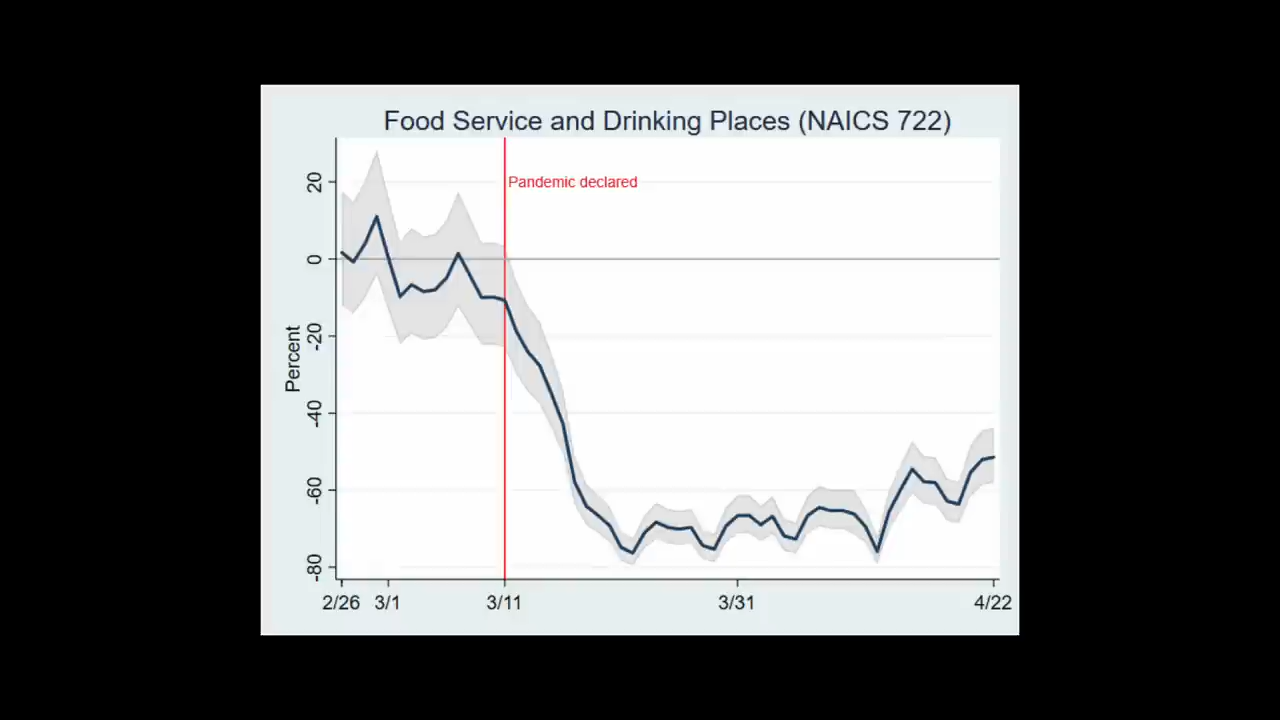 Food Service and Drinking Places (NAICS 722)
Pandemic declared
Percent
20
0
-20
-40
-60
-80
2/26 3/1 3/11 3/31 4/22